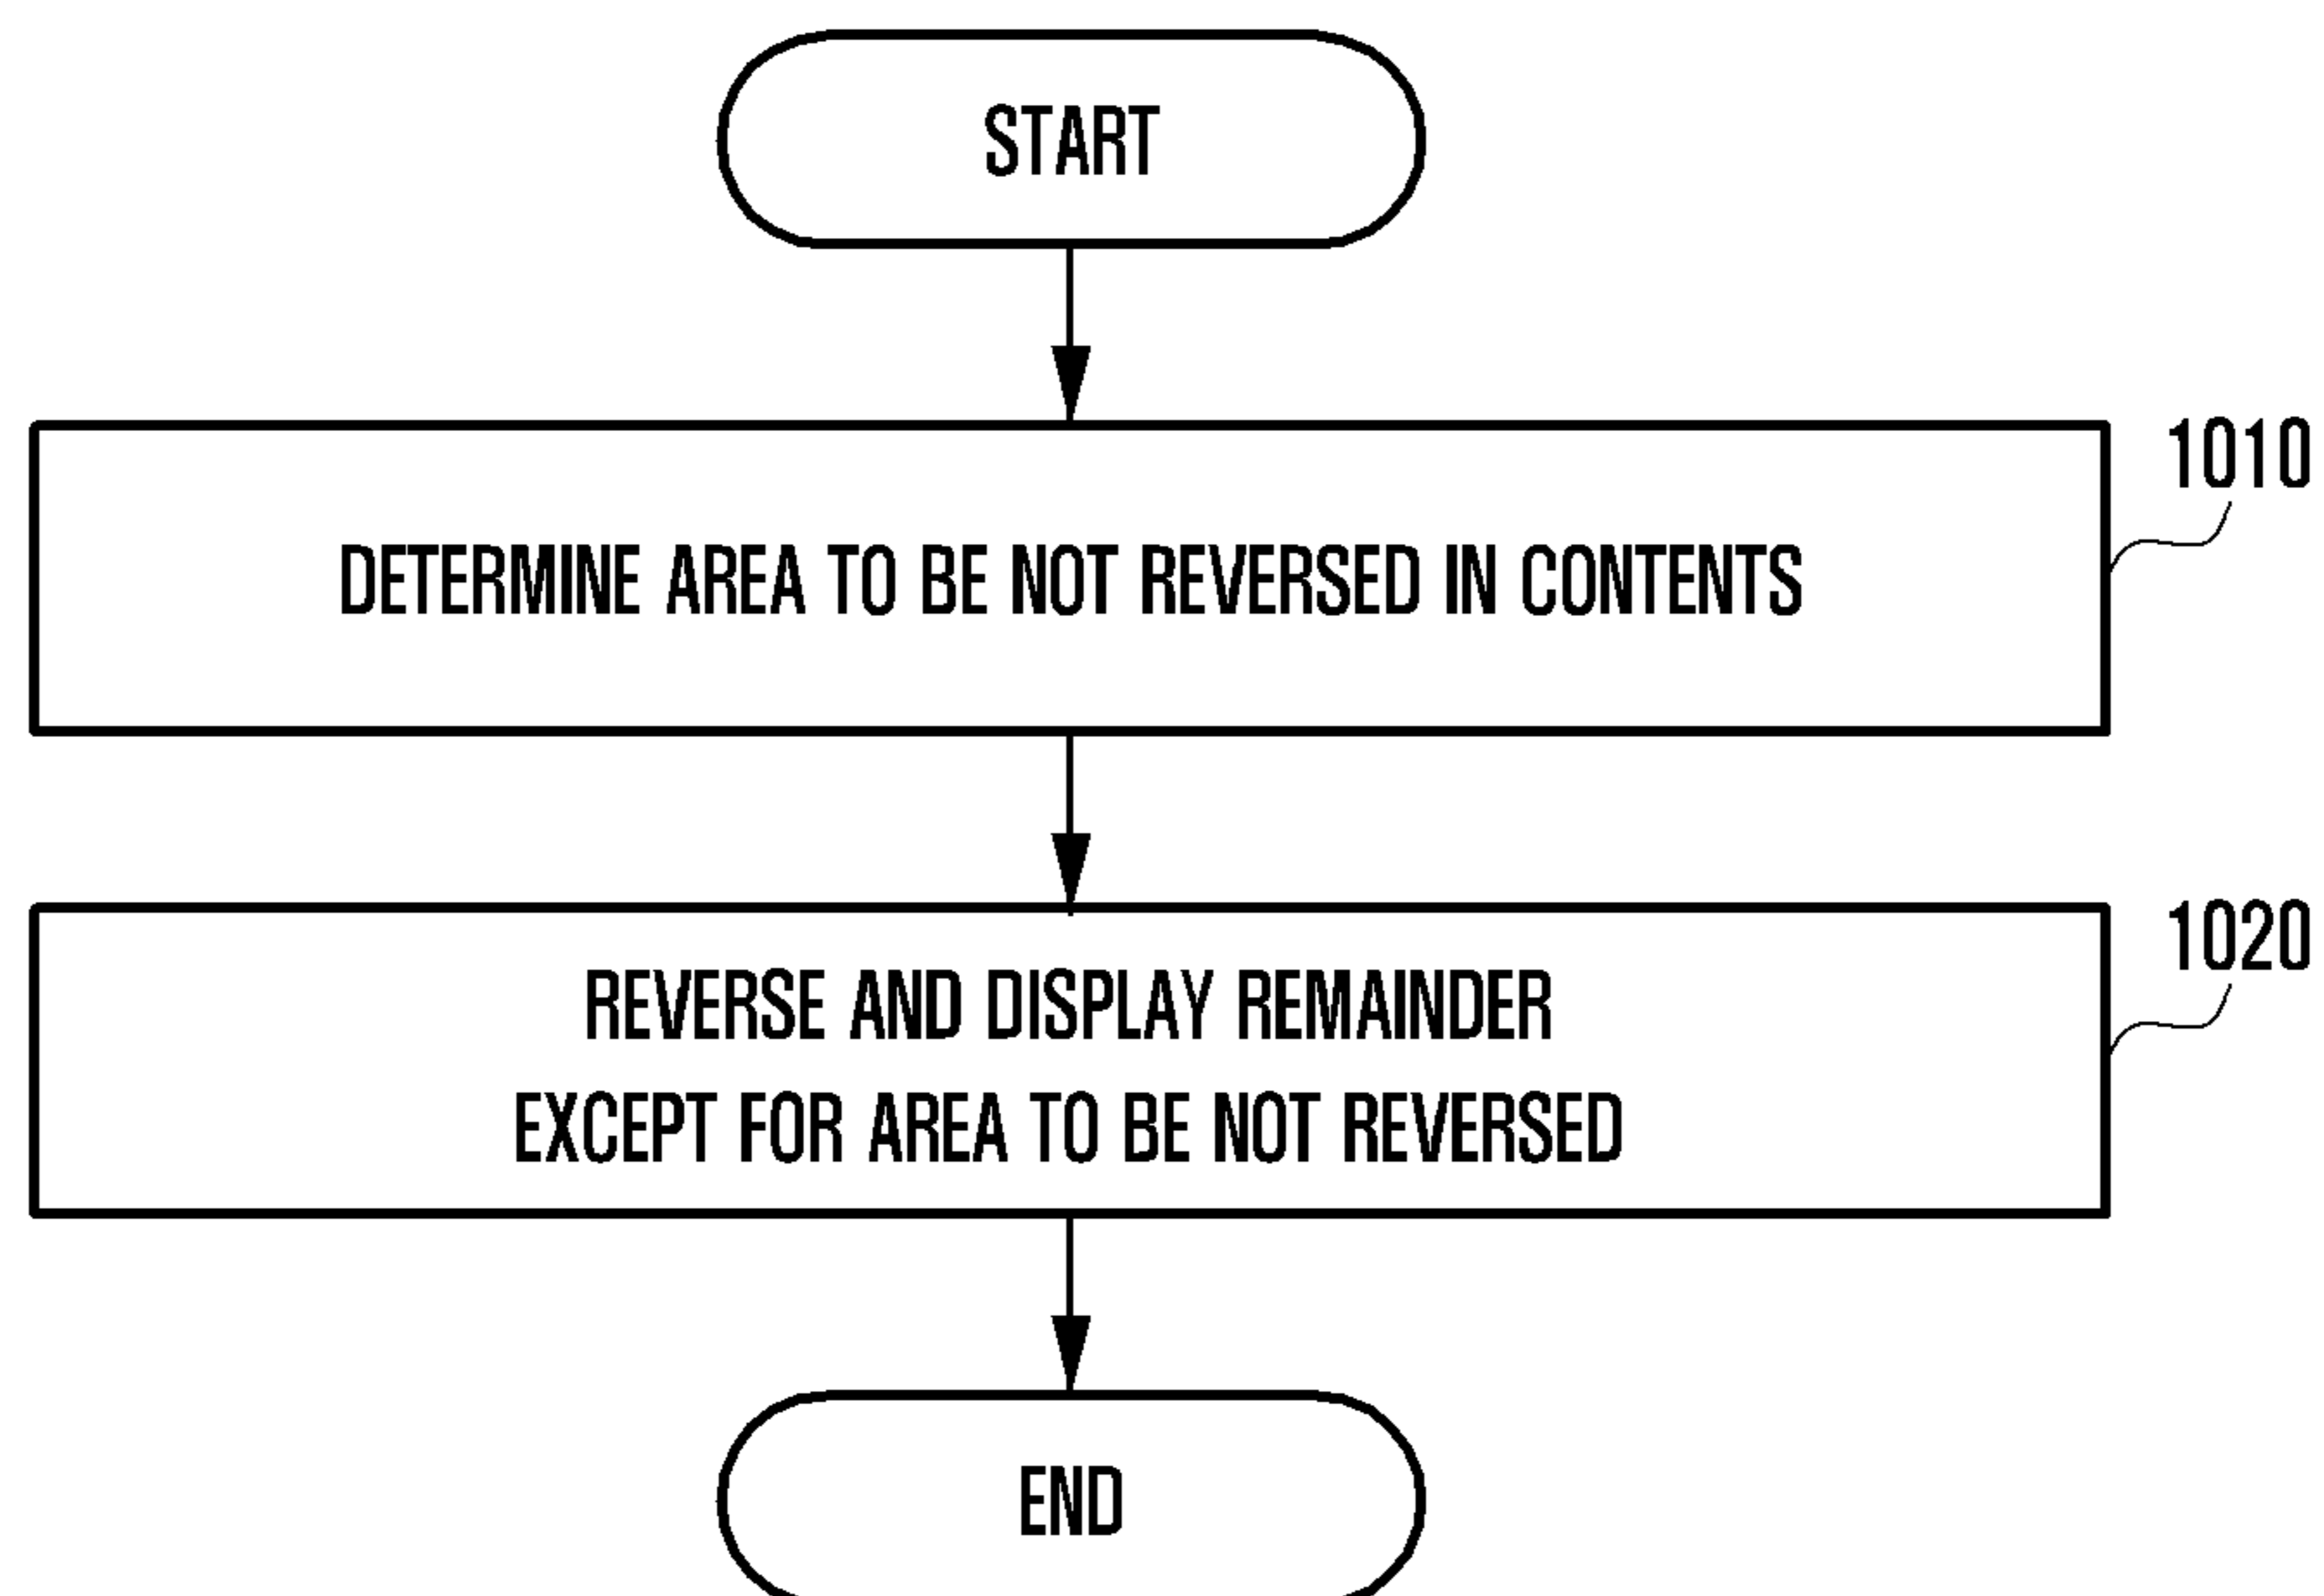 START
1010
DETERMINE AREA TO BE NOT REVERSED IN CONTENTS
1020
REVERSE AND DISPLAY REMAINDER
EXCEPT FOR AREA TO BE NOT REVERSED
END